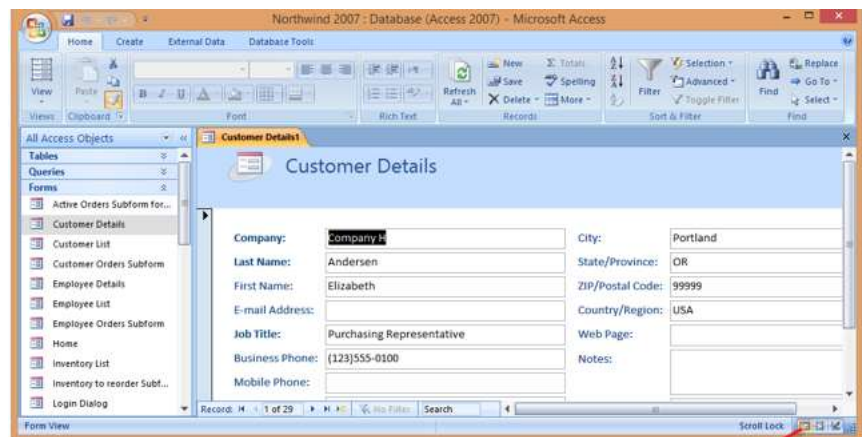 Northwind 2007 : Database (Access 2007) - Microsoft Access
Home Create External Data Database Tools
View Paste B I U A Refresh All New Save Delete Totals Spelling More Filter Selection Advanced Toggle Filter Find Replace Go To Select
Views Clipboard Font Rich Text Records Sort & Filter Find
All Access Objects
Customer Details1
Tables
Queries
Forms
Active Orders Subform for...
Customer Details
Customer List
Customer Orders Subform
Employee Details
Employee List
Employee Orders Subform
Home
Inventory List
Inventory to reorder Subf...
Login Dialog
Customer Details
Company: Company H
Last Name: Andersen
First Name: Elizabeth
E-mail Address:
Job Title: Purchasing Representative
Business Phone: (123)555-0100
Mobile Phone:
City: Portland
State/Province: OR
ZIP/Postal Code: 99999
Country/Region: USA
Web Page:
Notes:
Record: 1 of 29 No Filter Search
Form View Scroll Lock